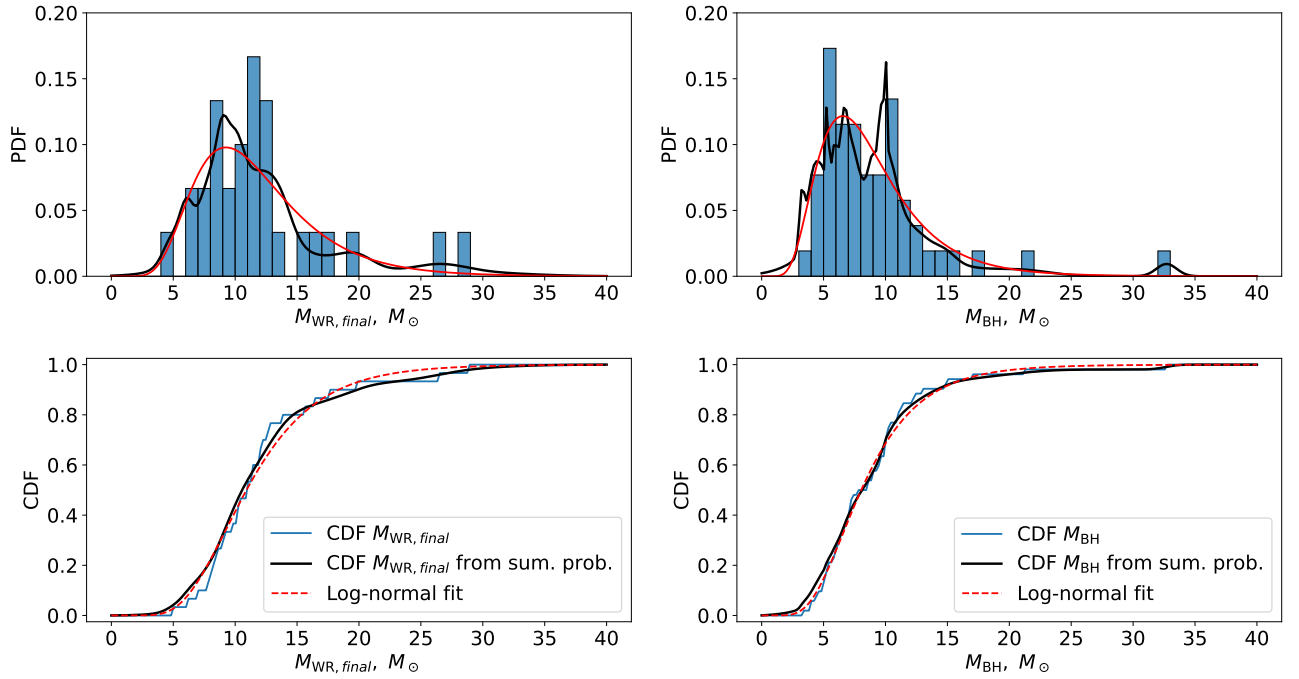 0.20
0.15
0.10
0.05
0.00
PDF
0 5 10 15 20 25 30 35 40
M_WR, final, M_⊙
0.20
0.15
0.10
0.05
0.00
PDF
0 5 10 15 20 25 30 35 40
M_BH, M_⊙
1.0
0.8
0.6
0.4
0.2
0.0
CDF
CDF M_WR, final
CDF M_WR, final from sum. prob.
Log-normal fit
0 5 10 15 20 25 30 35 40
M_WR, final, M_⊙
1.0
0.8
0.6
0.4
0.2
0.0
CDF
CDF M_BH
CDF M_BH from sum. prob.
Log-normal fit
0 5 10 15 20 25 30 35 40
M_BH, M_⊙